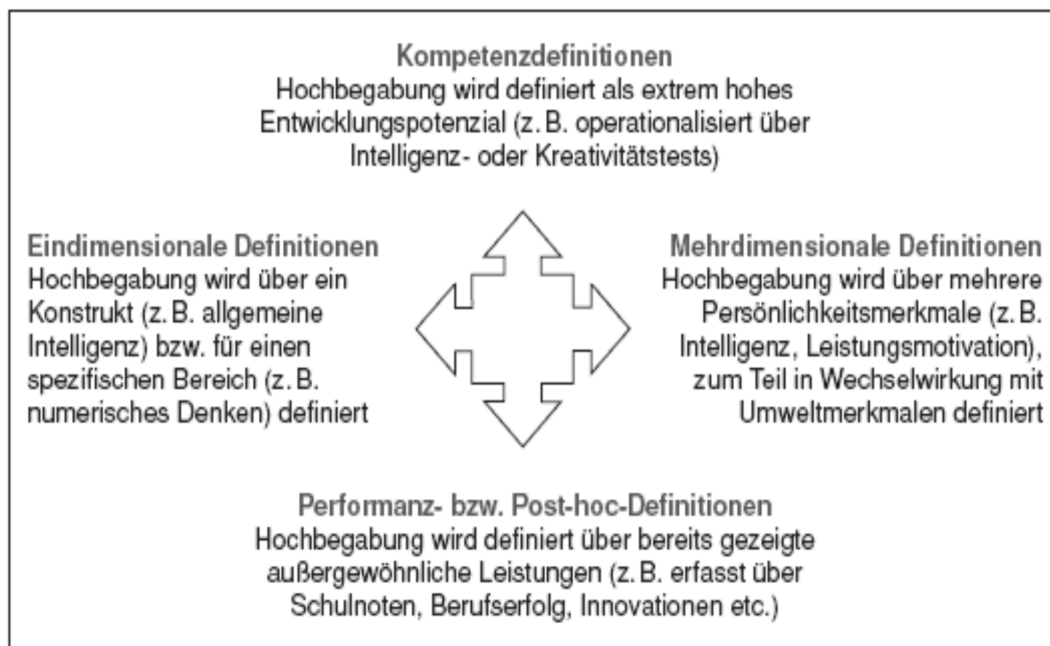 Kompetenzdefinitionen
Hochbegabung wird definiert als extrem hohes
Entwicklungspotenzial (z. B. operationalisiert über
Intelligenz- oder Kreativitätstests)
Eindimensionale Definitionen
Hochbegabung wird über ein
Konstrukt (z. B. allgemeine
Intelligenz) bzw. für einen
spezifischen Bereich (z. B.
numerisches Denken) definiert
Mehrdimensionale Definitionen
Hochbegabung wird über mehrere
Persönlichkeitsmerkmale (z. B.
Intelligenz, Leistungsmotivation),
zum Teil in Wechselwirkung mit
Umweltmerkmalen definiert
Performanz- bzw. Post-hoc-Definitionen
Hochbegabung wird definiert über bereits gezeigte
außergewöhnliche Leistungen (z. B. erfasst über
Schulnoten, Berufserfolg, Innovationen etc.)